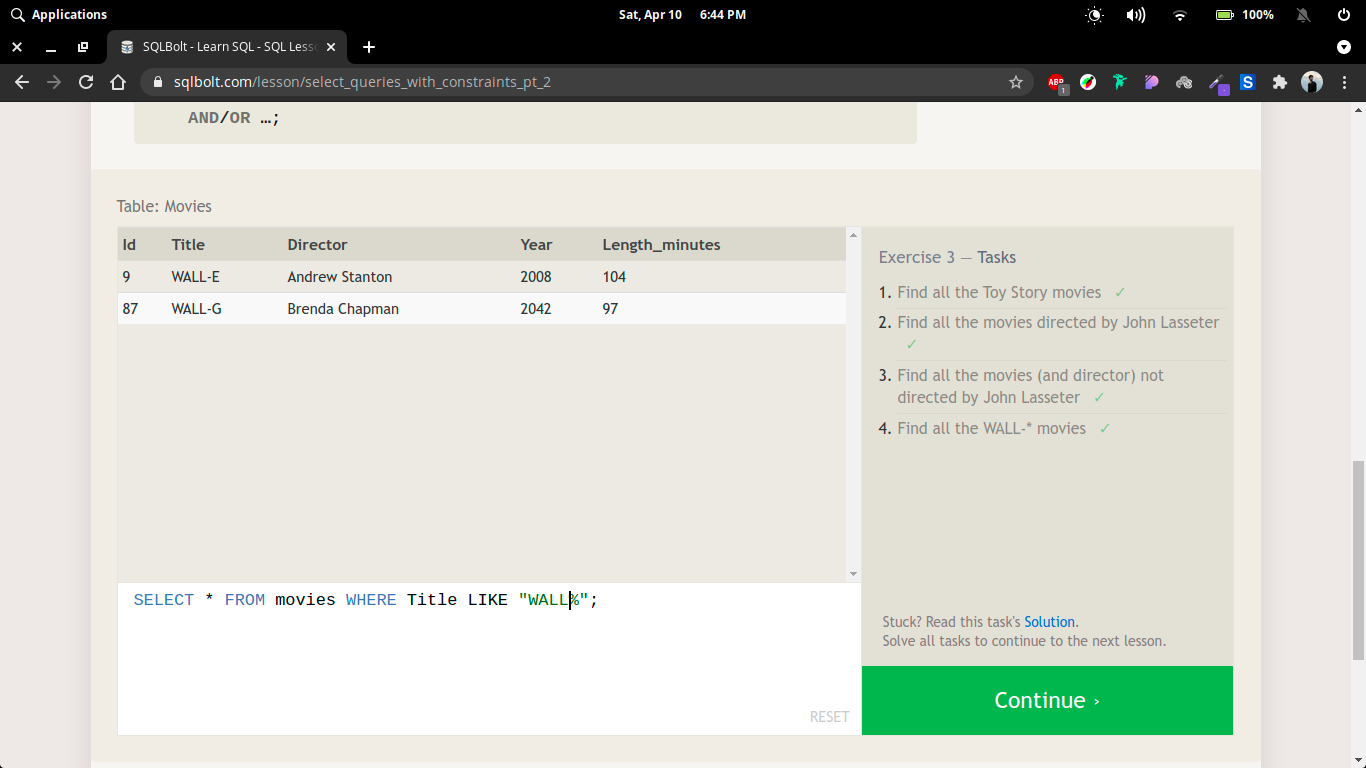 Applications
Sat, Apr 10 6:44 PM
100%
SQLBolt - Learn SQL - SQL Less
sqlbolt.com/lesson/select_queries_with_constraints_pt_2
ABP
1
S
AND/OR …;
Table: Movies
Id Title Director Year Length_minutes
9 WALL-E Andrew Stanton 2008 104
87 WALL-G Brenda Chapman 2042 97
SELECT * FROM movies WHERE Title LIKE "WALL%";
RESET
Exercise 3 — Tasks
1. Find all the Toy Story movies ✓
2. Find all the movies directed by John Lasseter
✓
3. Find all the movies (and director) not
directed by John Lasseter ✓
4. Find all the WALL-* movies ✓
Stuck? Read this task's Solution.
Solve all tasks to continue to the next lesson.
Continue ›